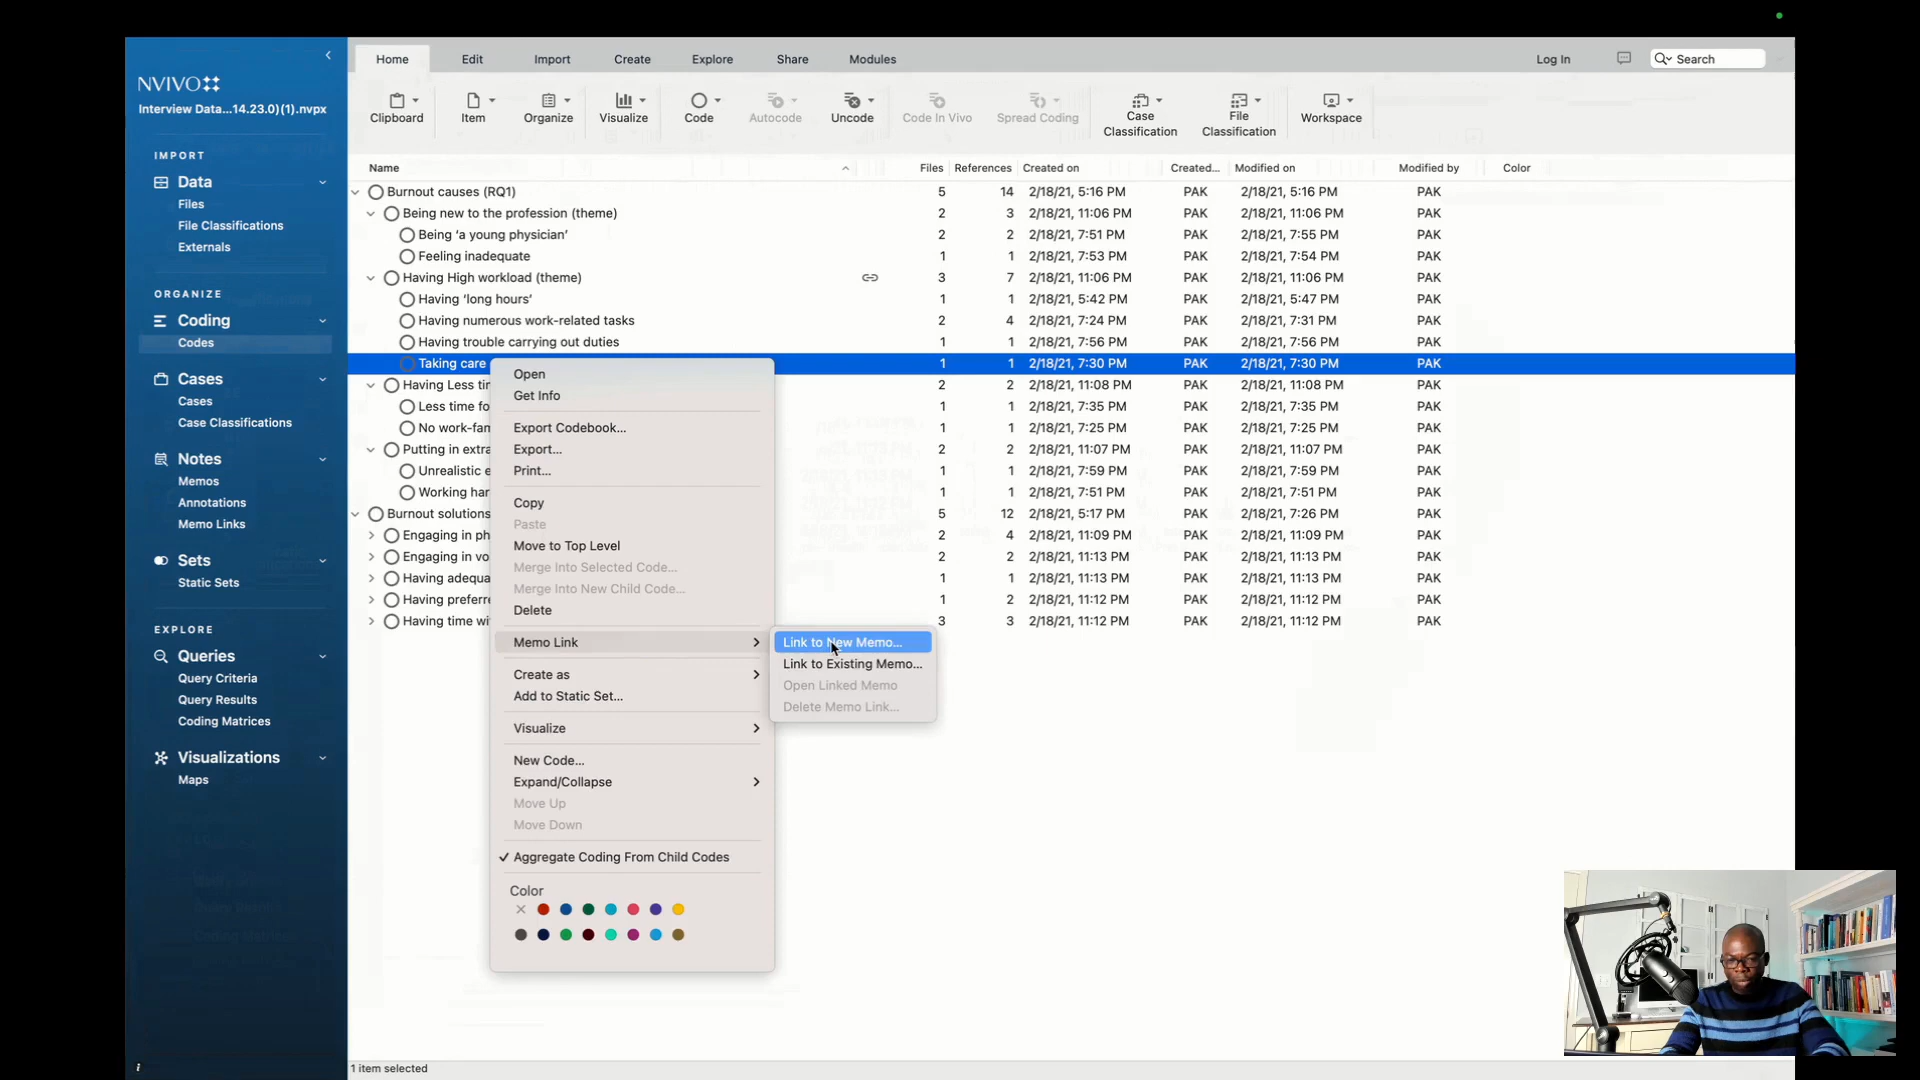 NVIVO
Interview Data...14.23.0)(1).nvpx
IMPORT
Data
Files
File Classifications
Externals
ORGANIZE
Coding
Codes
Cases
Cases
Case Classifications
Notes
Memos
Annotations
Memo Links
Sets
Static Sets
EXPLORE
Queries
Query Criteria
Query Results
Coding Matrices
Visualizations
Maps
Home Edit Import Create Explore Share Modules Log In Search
Clipboard Item Organize Visualize Code Autocode Uncode Code In Vivo Spread Coding Case Classification File Classification Workspace
Name Files References Created on Created... Modified on Modified by Color
Burnout causes (RQ1) 5 14 2/18/21, 5:16 PM PAK 2/18/21, 5:16 PM PAK
Being new to the profession (theme) 2 3 2/18/21, 11:06 PM PAK 2/18/21, 11:06 PM PAK
Being ‘a young physician’ 2 2 2/18/21, 7:51 PM PAK 2/18/21, 7:55 PM PAK
Feeling inadequate 1 1 2/18/21, 7:53 PM PAK 2/18/21, 7:54 PM PAK
Having High workload (theme) 3 7 2/18/21, 11:06 PM PAK 2/18/21, 11:06 PM PAK
Having ‘long hours’ 1 1 2/18/21, 5:42 PM PAK 2/18/21, 5:47 PM PAK
Having numerous work-related tasks 2 4 2/18/21, 7:24 PM PAK 2/18/21, 7:31 PM PAK
Having trouble carrying out duties 1 1 2/18/21, 7:56 PM PAK 2/18/21, 7:56 PM PAK
Taking care 1 1 2/18/21, 7:30 PM PAK 2/18/21, 7:30 PM PAK
Having Less tir 2 2 2/18/21, 11:08 PM PAK 2/18/21, 11:08 PM PAK
Less time fo 1 1 2/18/21, 7:35 PM PAK 2/18/21, 7:35 PM PAK
No work-fam 1 1 2/18/21, 7:25 PM PAK 2/18/21, 7:25 PM PAK
Putting in extra 2 2 2/18/21, 11:07 PM PAK 2/18/21, 11:07 PM PAK
Unrealistic e 1 1 2/18/21, 7:59 PM PAK 2/18/21, 7:59 PM PAK
Working har 1 1 2/18/21, 7:51 PM PAK 2/18/21, 7:51 PM PAK
Burnout solutions 5 12 2/18/21, 5:17 PM PAK 2/18/21, 7:26 PM PAK
Engaging in ph 2 4 2/18/21, 11:09 PM PAK 2/18/21, 11:09 PM PAK
Engaging in vo 2 2 2/18/21, 11:13 PM PAK 2/18/21, 11:13 PM PAK
Having adequa 1 1 2/18/21, 11:13 PM PAK 2/18/21, 11:13 PM PAK
Having preferre 1 2 2/18/21, 11:12 PM PAK 2/18/21, 11:12 PM PAK
Having time wi 3 3 2/18/21, 11:12 PM PAK 2/18/21, 11:12 PM PAK
Open
Get Info
Export Codebook...
Export...
Print...
Copy
Paste
Move to Top Level
Merge Into Selected Code...
Merge Into New Child Code...
Delete
Memo Link
Create as
Add to Static Set...
Visualize
New Code...
Expand/Collapse
Move Up
Move Down
Aggregate Coding From Child Codes
Color
Link to New Memo...
Link to Existing Memo...
Open Linked Memo
Delete Memo Link...
1 item selected